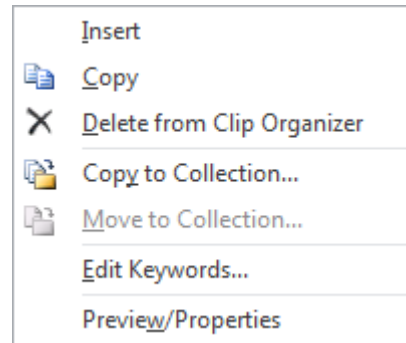 Insert
Copy
Delete from Clip Organizer
Copy to Collection...
Move to Collection...
Edit Keywords...
Preview/Properties